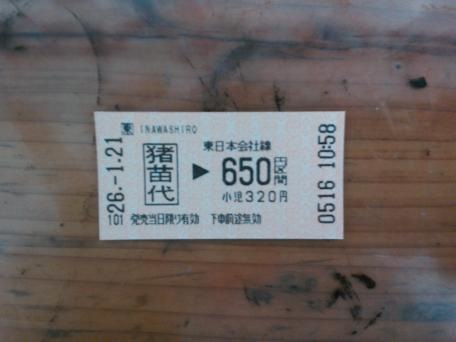 東 INAWASHIRO
東日本会社線
猪苗代 ▶ 650円区間
小児320円
26.-1.21
101 発売当日限り有効 下車前途無効
0516 10:58